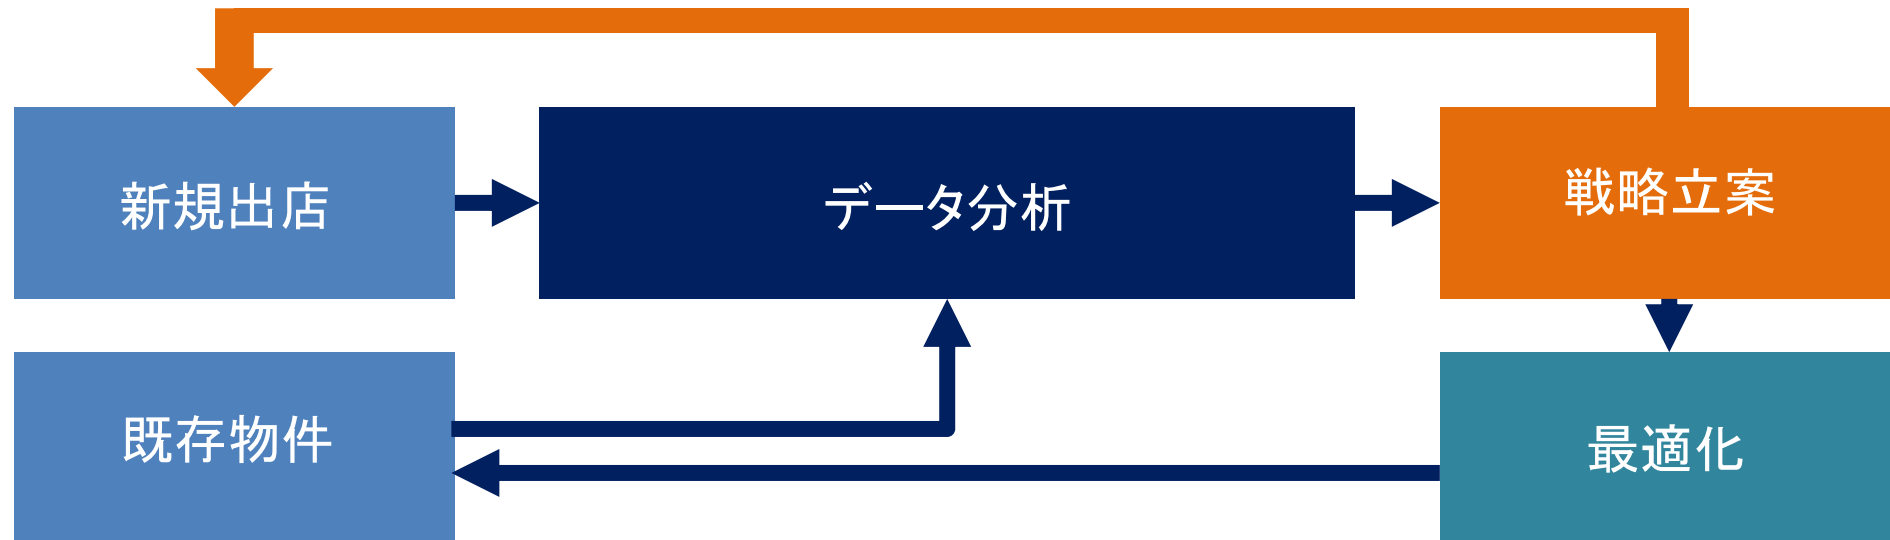 新規出店
データ分析
戦略立案
既存物件
最適化